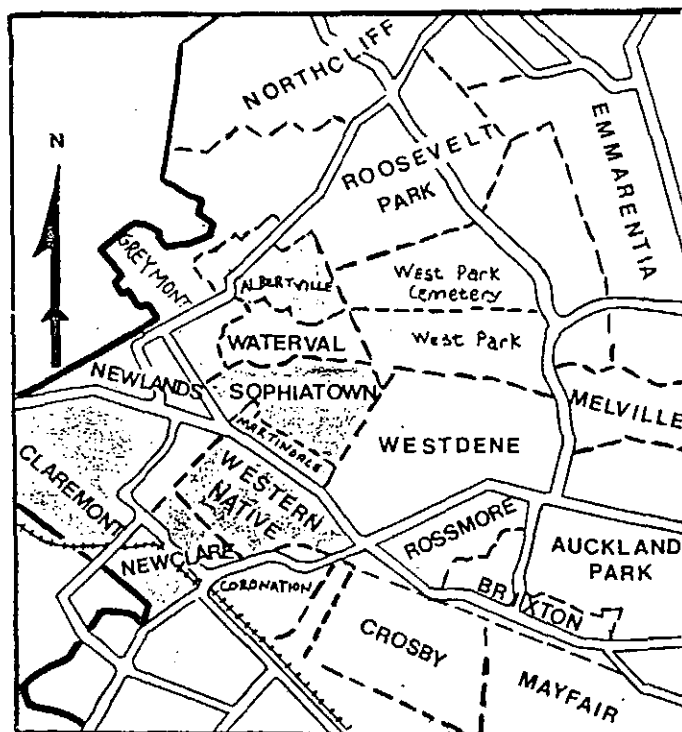 NORTHCLIFF
N
ROOSEVELT
PARK
EMMARENTIA
GREYMONT
ALBERTVILLE
West Park
Cemetery
WATERVAL
West Park
NEWLANDS
SOPHIATOWN
MELVILLE
MARTINDALE
WESTDENE
CLAREMONT
WESTERN
NATIVE
ROSSMORE
NEWCLARE
AUCKLAND
PARK
CORONATION
BRIXTON
CROSBY
MAYFAIR